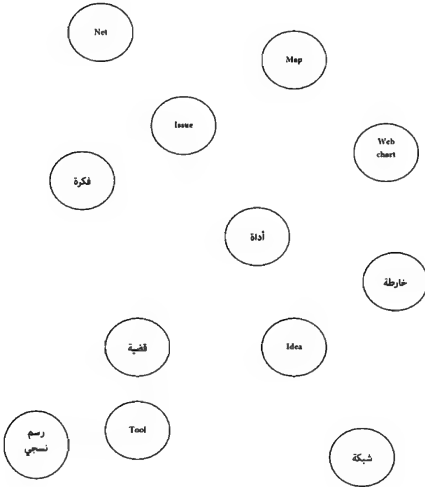 Net
Map
Issue
Web
chart
فكرة
أداة
خارطة
قضية
Idea
Tool
رسم
نسجي
شبكة